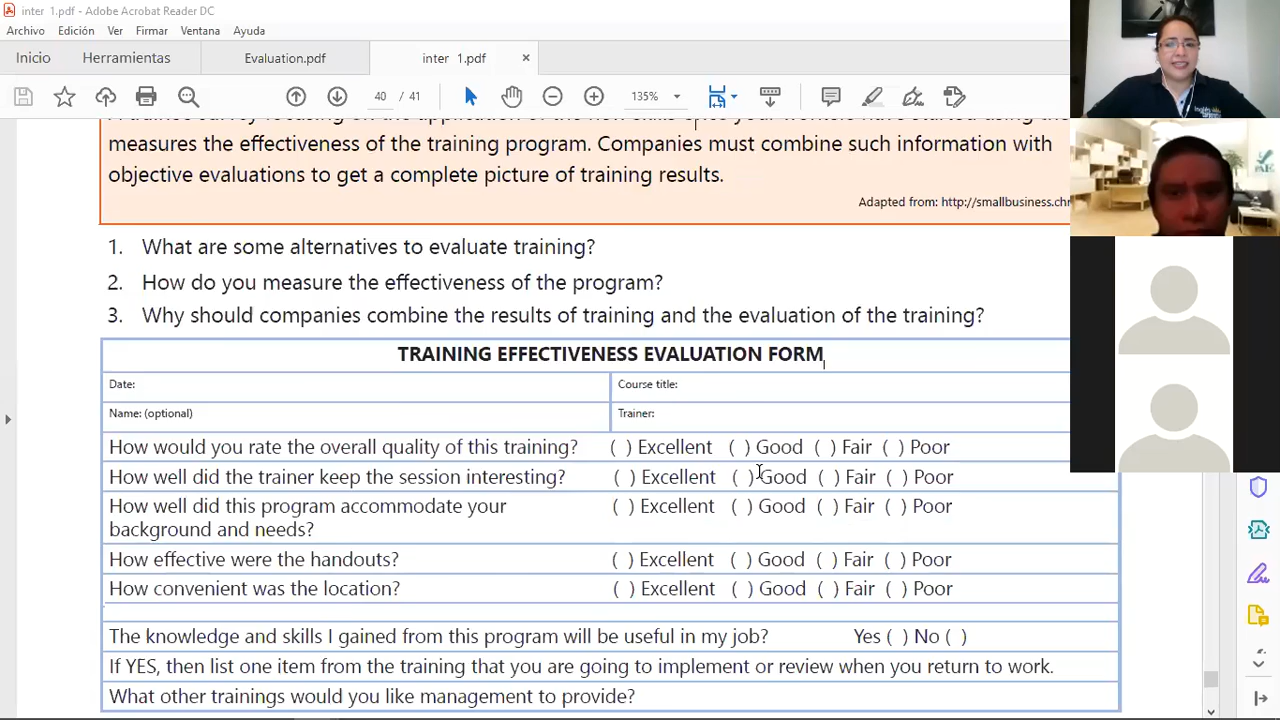 inter 1.pdf - Adobe Acrobat Reader DC
Archivo Edición Ver Firmar Ventana Ayuda
Inicio Herramientas Evaluation.pdf inter 1.pdf ×
40 / 41 135%
measures the effectiveness of the training program. Companies must combine such information with
objective evaluations to get a complete picture of training results.
Adapted from: http://smallbusiness.chr
1. What are some alternatives to evaluate training?
2. How do you measure the effectiveness of the program?
3. Why should companies combine the results of training and the evaluation of the training?
TRAINING EFFECTIVENESS EVALUATION FORM
Date: Course title:
Name: (optional) Trainer:
How would you rate the overall quality of this training? ( ) Excellent ( ) Good ( ) Fair ( ) Poor
How well did the trainer keep the session interesting? ( ) Excellent ( ) Good ( ) Fair ( ) Poor
How well did this program accommodate your
background and needs? ( ) Excellent ( ) Good ( ) Fair ( ) Poor
How effective were the handouts? ( ) Excellent ( ) Good ( ) Fair ( ) Poor
How convenient was the location? ( ) Excellent ( ) Good ( ) Fair ( ) Poor
The knowledge and skills I gained from this program will be useful in my job? Yes ( ) No ( )
If YES, then list one item from the training that you are going to implement or review when you return to work.
What other trainings would you like management to provide?